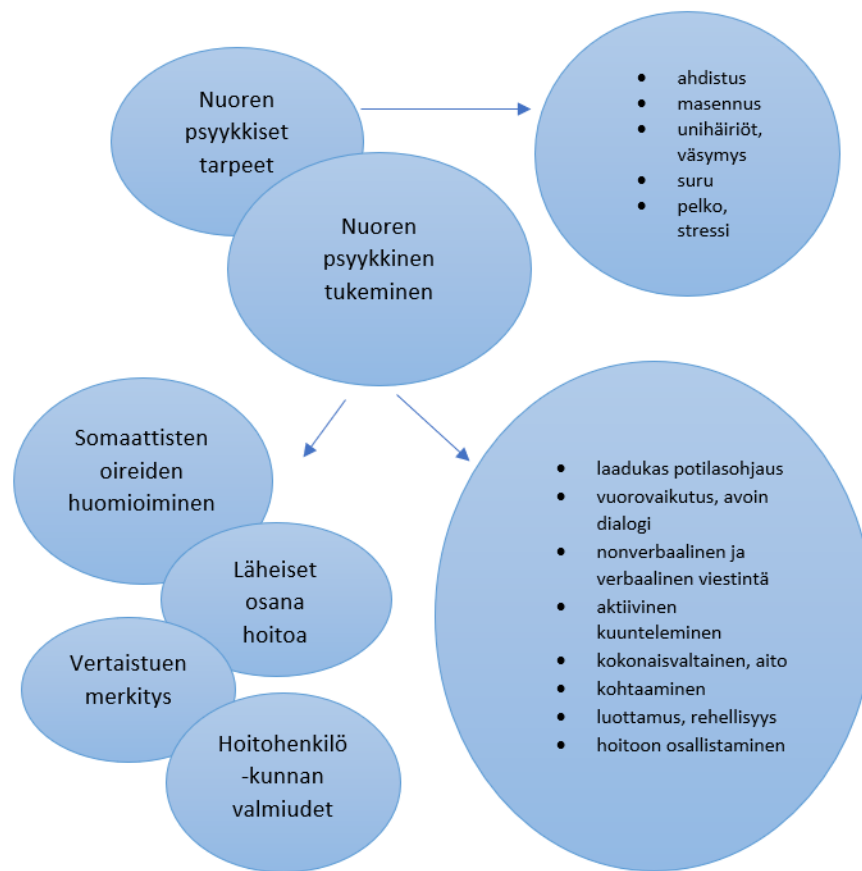 Nuoren
psyykkiset
tarpeet
• ahdistus
• masennus
• unihäiriöt,
väsymys
• suru
• pelko,
stressi
Nuoren
psyykkinen
tukeminen
Somaattisten
oireiden
huomioiminen
Läheiset
osana
hoitoa
Vertaistuen
merkitys
Hoitohenkilö
-kunnan
valmiudet
• laadukas potilasohjaus
• vuorovaikutus, avoin
dialogi
• nonverbaalinen ja
verbaalinen viestintä
• aktiivinen
kuunteleminen
• kokonaisvaltainen, aito
• kohtaaminen
• luottamus, rehellisyys
• hoitoon osallistaminen